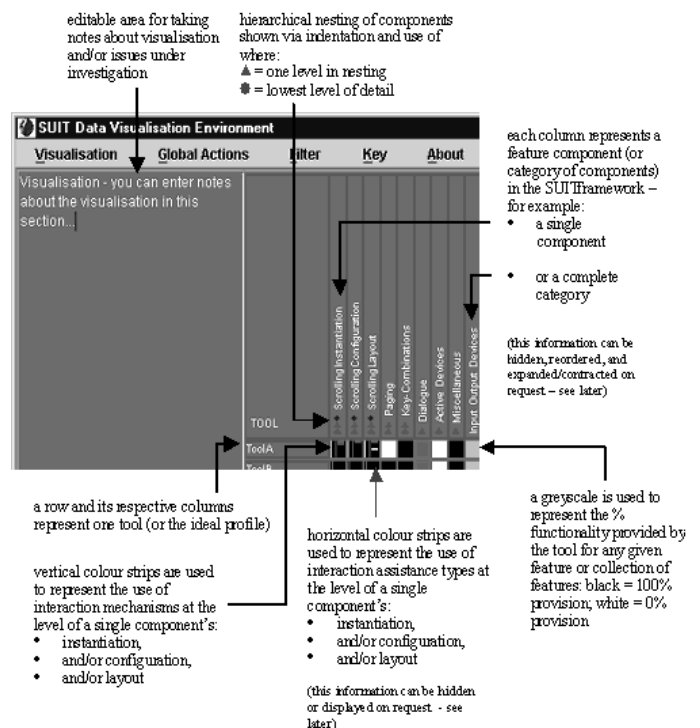 editable area for taking
notes about visualisation
and/or issues under
investigation
hierarchical nesting of components
shown via indentation and use of
where:
▲ = one level in nesting
= lowest level of detail
SUIT Data Visualisation Environment
Visualisation Global Actions Filter Key About
Visualisation - you can enter notes
about the visualisation in this
section...
TOOL
Scrolling Instantiation
Scrolling Configuration
Scrolling Layout
Paging
Key-Combinations
Dialogue
Active Devices
Miscellaneous
Input Output Devices
ToolA
ToolB
each column represents a
feature component (or
category of components)
in the SUIT framework –
for example:
• a single
component
• or a complete
category
(this information can be
hidden, reordered, and
expanded/contracted on
request – see later)
a row and its respective columns
represent one tool (or the ideal profile)
vertical colour strips are used
to represent the use of
interaction mechanisms at the
level of a single component's:
• instantiation,
• and/or configuration,
• and/or layout
horizontal colour strips are
used to represent the use of
interaction assistance types at
the level of a single
component's:
• instantiation,
• and/or configuration,
• and/or layout
(this information can be hidden
or displayed on request - see
later)
a greyscale is used to
represent the %
functionality provided by
the tool for any given
feature or collection of
features: black = 100%
provision; white = 0%
provision